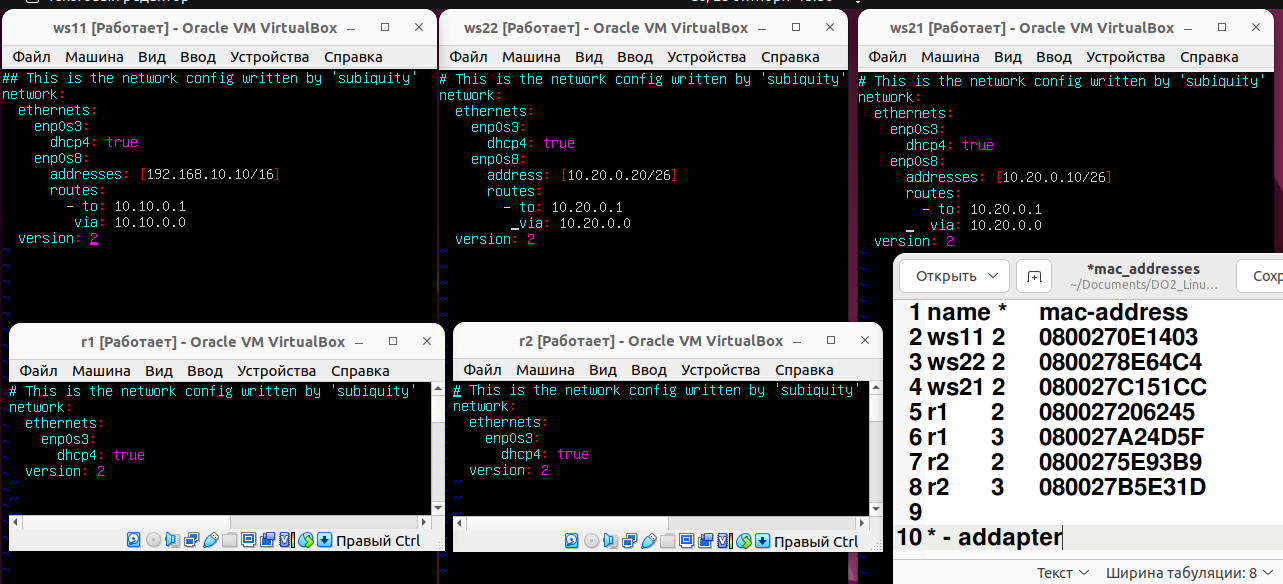 ws11 [Работает] - Oracle VM VirtualBox
Файл Машина Вид Ввод Устройства Справка
## This is the network config written by 'subiquity'
network:
  ethernets:
    enp0s3:
      dhcp4: true
    enp0s8:
      addresses: [192.168.10.10/16]
      routes:
        - to: 10.10.0.1
         via: 10.10.0.0
  version: 2
ws22 [Работает] - Oracle VM VirtualBox
Файл Машина Вид Ввод Устройства Справка
# This is the network config written by 'subiquity'
network:
  ethernets:
    enp0s3:
      dhcp4: true
    enp0s8:
      address: [10.20.0.20/26]
      routes:
        - to: 10.20.0.1
          via: 10.20.0.0
  version: 2
ws21 [Работает] - Oracle VM VirtualBox
Файл Машина Вид Ввод Устройства Справка
# This is the network config written by 'subiquity'
network:
  ethernets:
    enp0s3:
      dhcp4: true
    enp0s8:
      addresses: [10.20.0.10/26]
      routes:
        - to: 10.20.0.1
         via: 10.20.0.0
  version: 2
r1 [Работает] - Oracle VM VirtualBox
Файл Машина Вид Ввод Устройства Справка
# This is the network config written by 'subiquity'
network:
  ethernets:
    enp0s3:
      dhcp4: true
  version: 2
Правый Ctrl
r2 [Работает] - Oracle VM VirtualBox
Файл Машина Вид Ввод Устройства Справка
# This is the network config written by 'subiquity'
network:
  ethernets:
    enp0s3:
      dhcp4: true
  version: 2
Правый Ctrl
Открыть
*mac_addresses
~/Documents/DO2_Linu...
1 name * mac-address
2 ws11 2 0800270E1403
3 ws22 2 0800278E64C4
4 ws21 2 080027C151CC
5 r1 2 080027206245
6 r1 3 080027A24D5F
7 r2 2 0800275E93B9
8 r2 3 080027B5E31D
9
10 * - addapter
Текст Ширина табуляции: 8